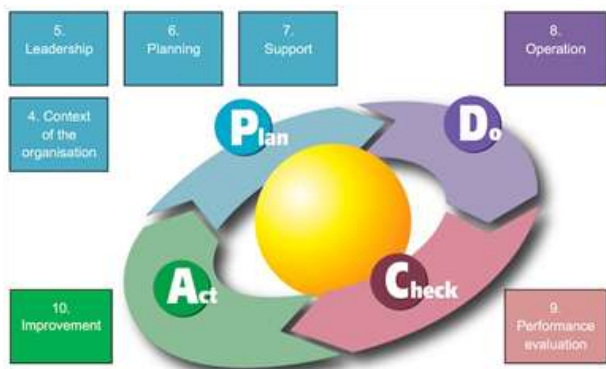 5.
Leadership
6.
Planning
7.
Support
8.
Operation
4. Context
of the
organisation
Plan
Do
Act
Check
10.
Improvement
9.
Performance
evaluation